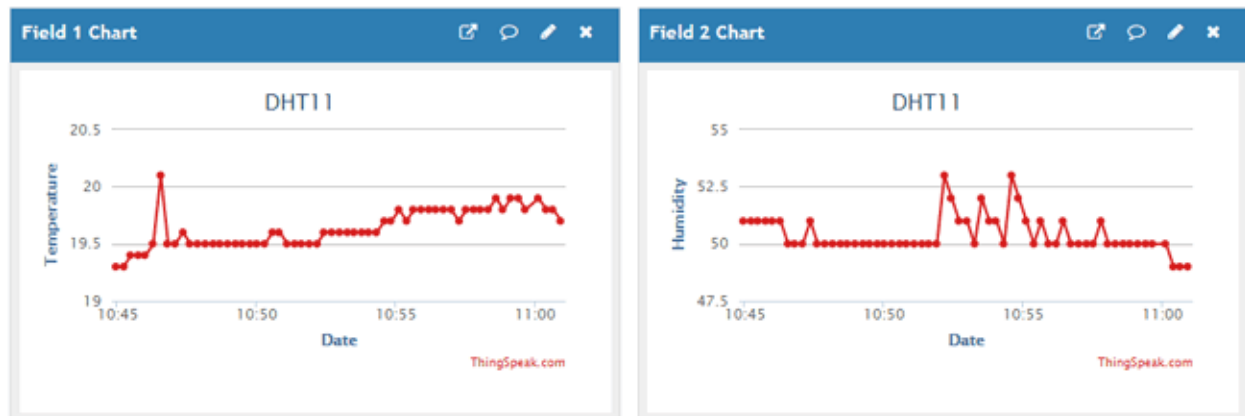 Field 1 Chart
DHT11
20.5
20
19.5
19
Temperature
10:45 10:50 10:55 11:00
Date
ThingSpeak.com
Field 2 Chart
DHT11
55
52.5
50
47.5
Humidity
10:45 10:50 10:55 11:00
Date
ThingSpeak.com